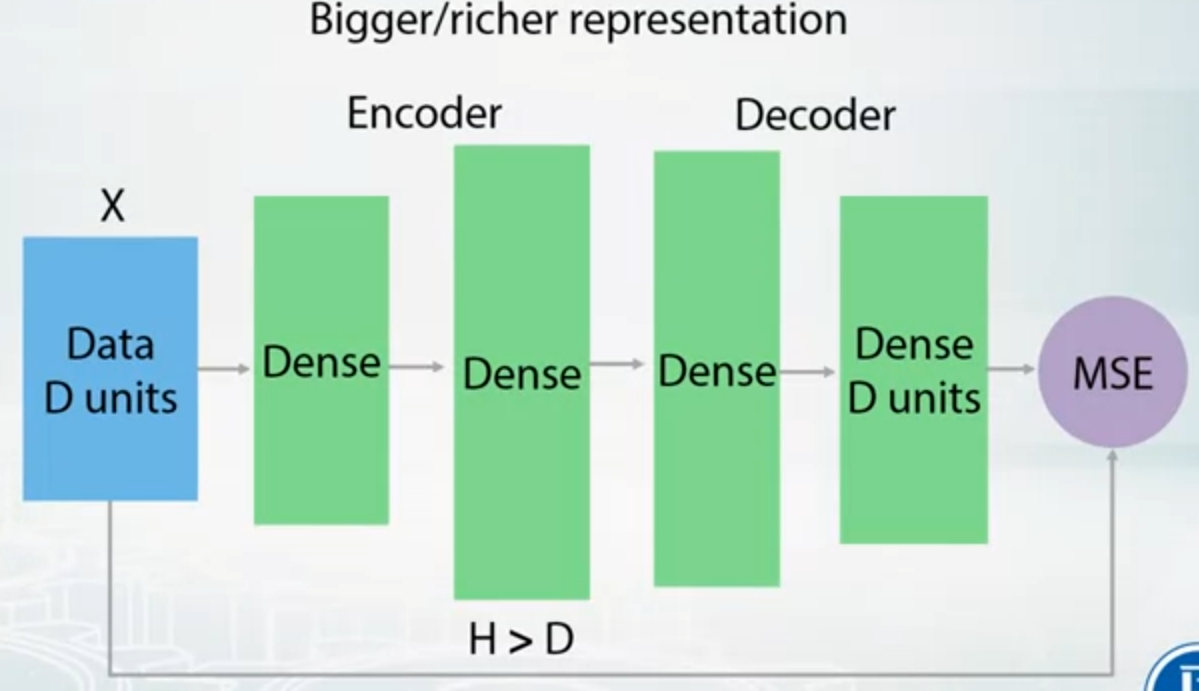 Bigger/richer representation
Encoder
Decoder
X
Data
D units
Dense
Dense
Dense
Dense
D units
MSE
H > D